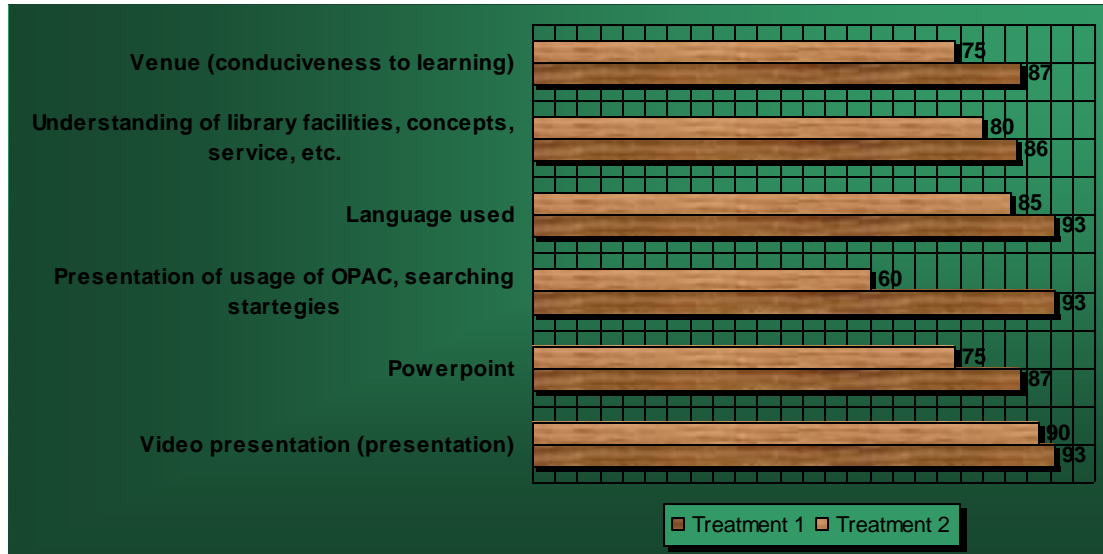 Venue (conduciveness to learning)
75
87
Understanding of library facilities, concepts,
service, etc.
80
86
Language used
85
93
Presentation of usage of OPAC, searching
startegies
60
93
Powerpoint
75
87
Video presentation (presentation)
90
93
Treatment 1 Treatment 2